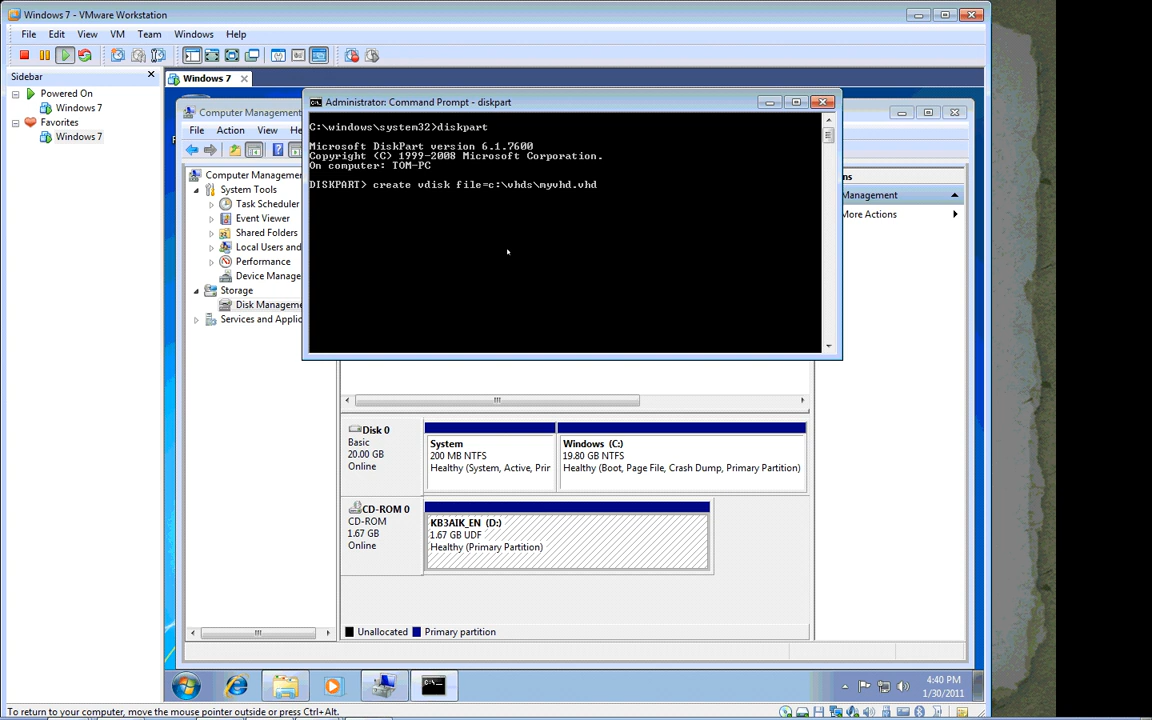 Windows 7 - VMware Workstation
File Edit View VM Team Windows Help
Sidebar
Powered On
Windows 7
Favorites
Windows 7
Windows 7
Computer Management
File Action View He
Computer Manageme
System Tools
Task Scheduler
Event Viewer
Shared Folders
Local Users and
Performance
Device Manage
Storage
Disk Manageme
Services and Applic
Administrator: Command Prompt - diskpart
C:\windows\system32>diskpart
Microsoft DiskPart version 6.1.7600
Copyright (C) 1999-2008 Microsoft Corporation.
On computer: TOM-PC
DISKPART> create vdisk file=c:\vhds\myvhd.vhd
ns
Management
More Actions
Disk 0
Basic
20.00 GB
Online
System
200 MB NTFS
Healthy (System, Active, Prir
Windows (C:)
19.80 GB NTFS
Healthy (Boot, Page File, Crash Dump, Primary Partition)
CD-ROM 0
CD-ROM
1.67 GB
Online
KB3AIK_EN (D:)
1.67 GB UDF
Healthy (Primary Partition)
Unallocated Primary partition
4:40 PM
1/30/2011
To return to your computer, move the mouse pointer outside or press Ctrl+Alt.